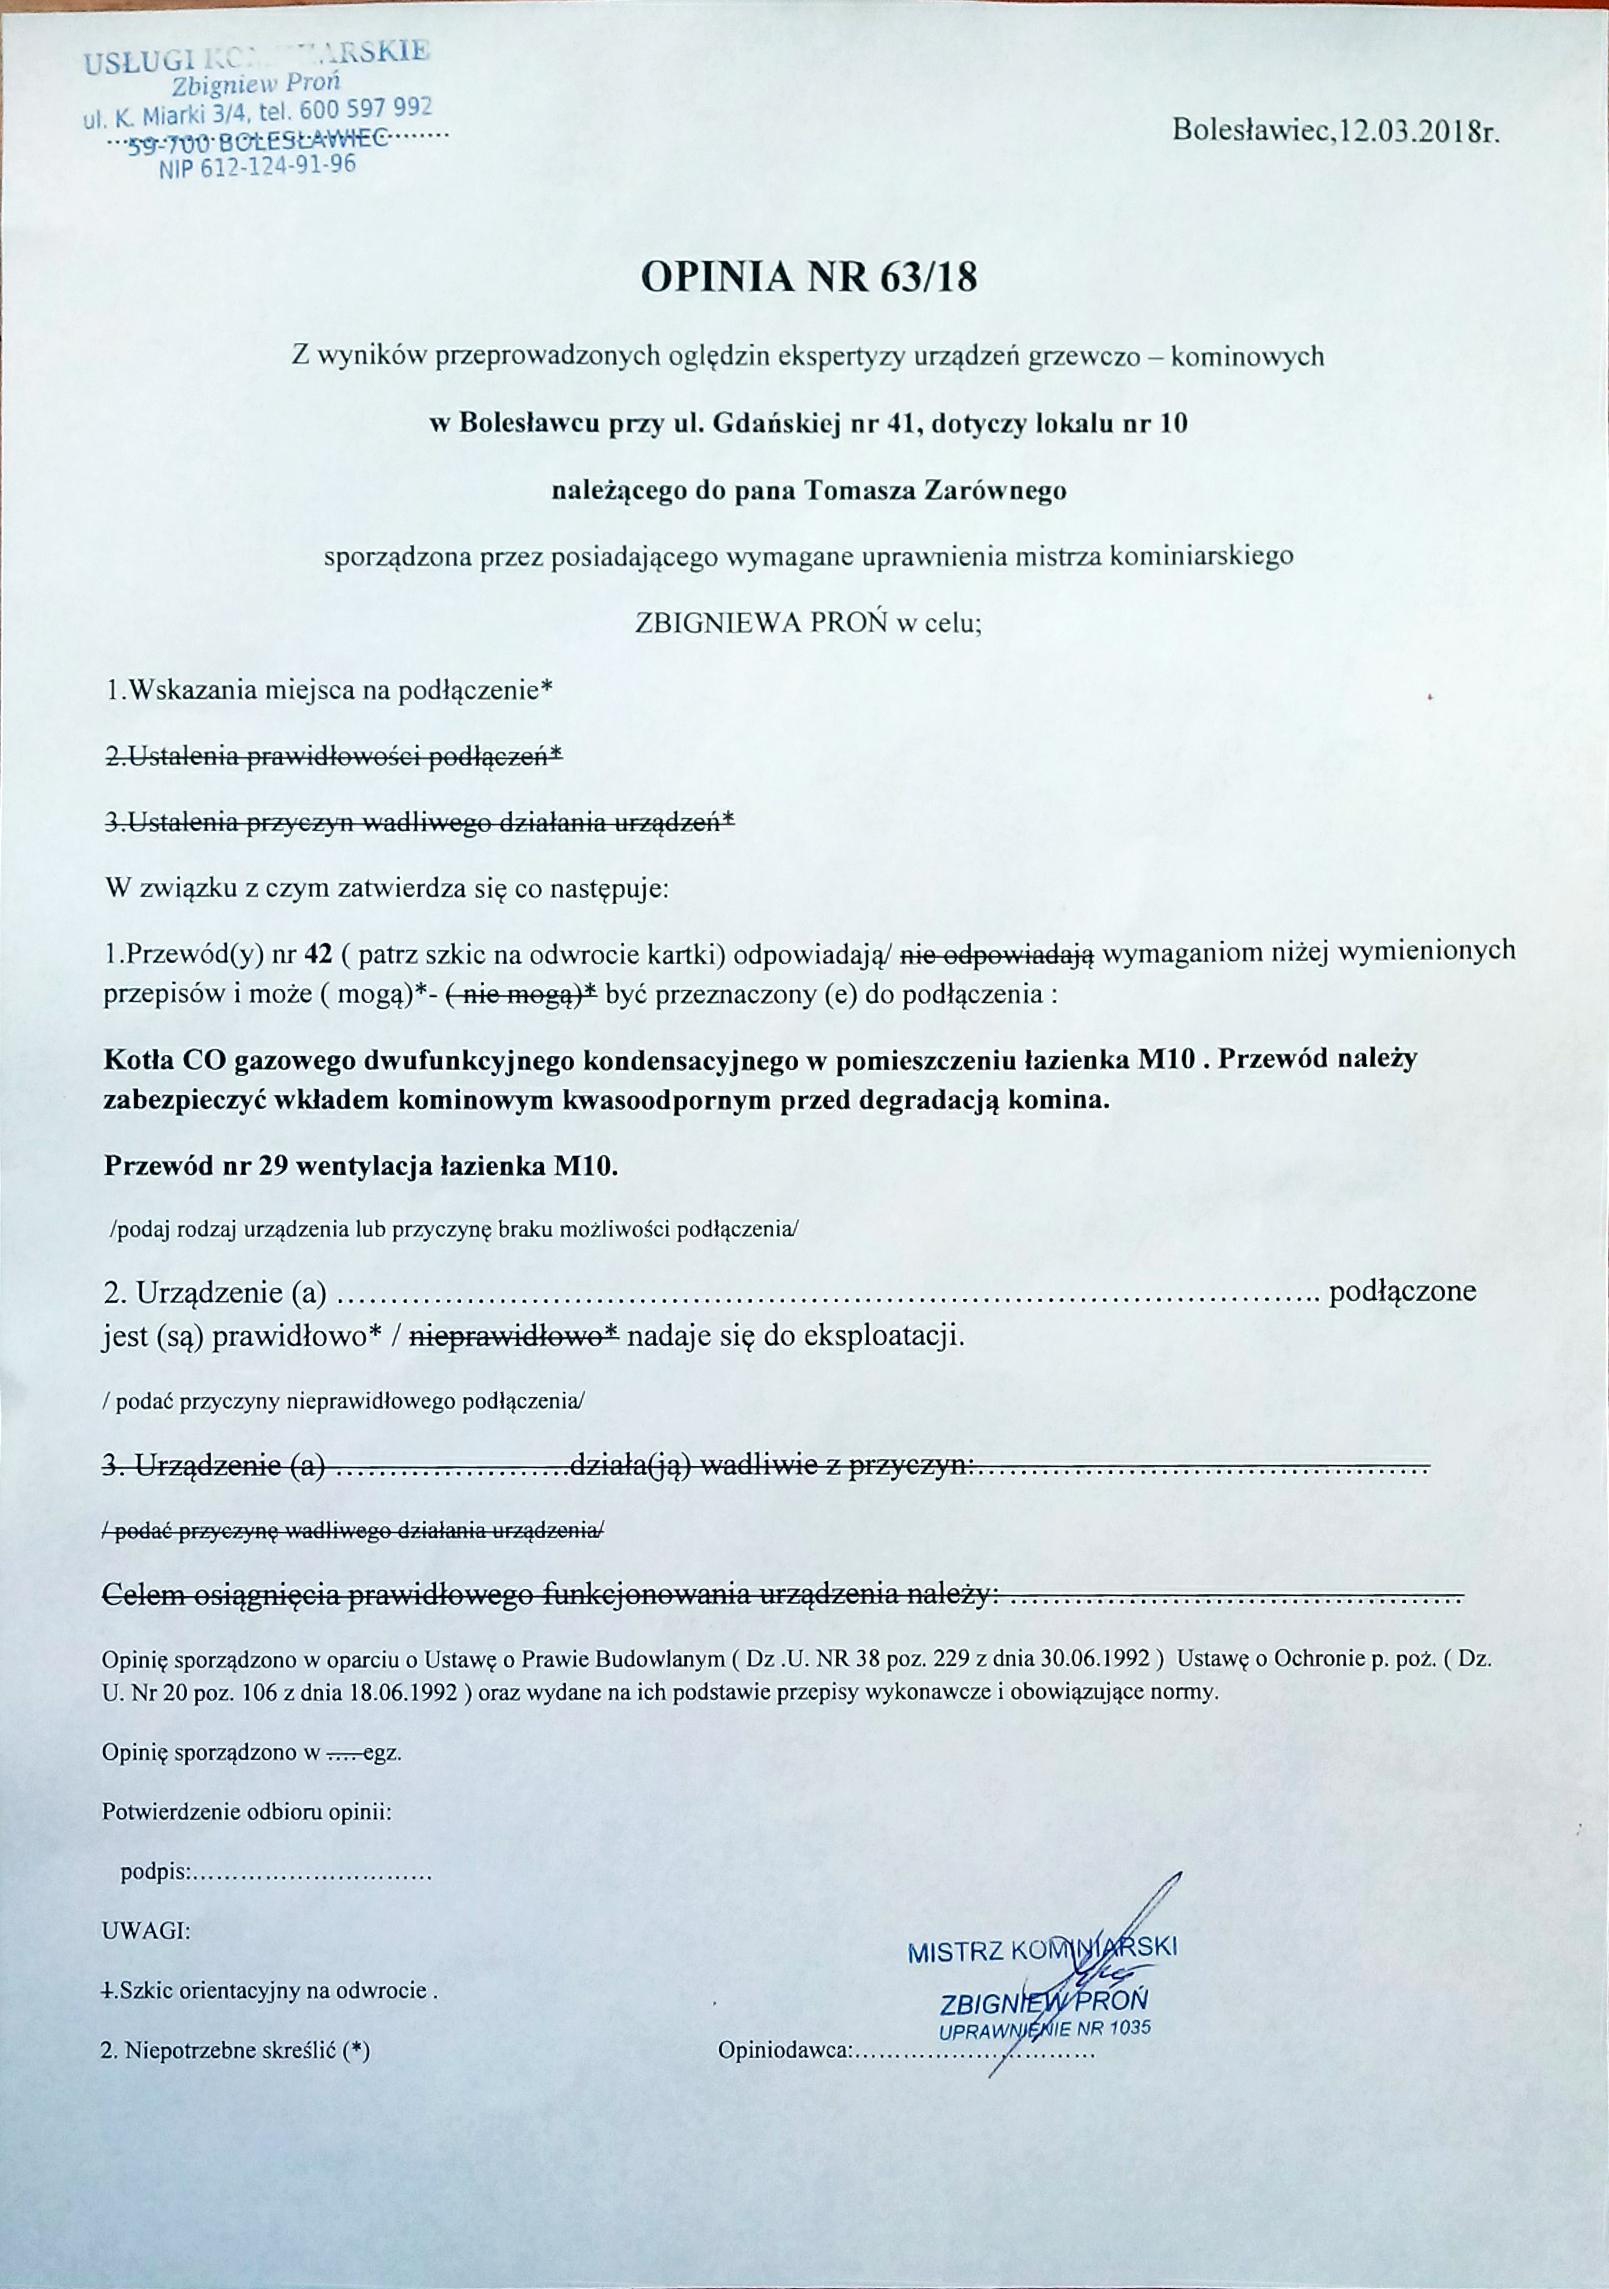 USŁUGI KOMINIARSKIE
Zbigniew Proń
ul. K. Miarki 3/4, tel. 600 597 992
59-700 BOLESŁAWIEC
NIP 612-124-91-96
Bolesławiec,12.03.2018r.
OPINIA NR 63/18
Z wyników przeprowadzonych oględzin ekspertyzy urządzeń grzewczo – kominowych
w Bolesławcu przy ul. Gdańskiej nr 41, dotyczy lokalu nr 10
należącego do pana Tomasza Zarównego
sporządzona przez posiadającego wymagane uprawnienia mistrza kominiarskiego
ZBIGNIEWA PROŃ w celu;
1.Wskazania miejsca na podłączenie*
2.Ustalenia prawidłowości podłączeń*
3.Ustalenia przyczyn wadliwego działania urządzeń*
W związku z czym zatwierdza się co następuje:
1.Przewód(y) nr 42 ( patrz szkic na odwrocie kartki) odpowiadają/ nie odpowiadają wymaganiom niżej wymienionych
przepisów i może ( mogą)*- ( nie mogą)* być przeznaczony (e) do podłączenia :
Kotła CO gazowego dwufunkcyjnego kondensacyjnego w pomieszczeniu łazienka M10 . Przewód należy
zabezpieczyć wkładem kominowym kwasoodpornym przed degradacją komina.
Przewód nr 29 wentylacja łazienka M10.
/podaj rodzaj urządzenia lub przyczynę braku możliwości podłączenia/
2. Urządzenie (a) ........................................................................ podłączone
jest (są) prawidłowo* / nieprawidłowo* nadaje się do eksploatacji.
/ podać przyczyny nieprawidłowego podłączenia/
3. Urządzenie (a) ......................działa(ją) wadliwie z przyczyn:..........................................
/ podać przyczynę wadliwego działania urządzenia/
Celem osiągnięcia prawidłowego funkcjonowania urządzenia należy: ..........................................
Opinię sporządzono w oparciu o Ustawę o Prawie Budowlanym ( Dz .U. NR 38 poz. 229 z dnia 30.06.1992 ) Ustawę o Ochronie p. poż. ( Dz.
U. Nr 20 poz. 106 z dnia 18.06.1992 ) oraz wydane na ich podstawie przepisy wykonawcze i obowiązujące normy.
Opinię sporządzono w .... egz.
Potwierdzenie odbioru opinii:
podpis:..............................
UWAGI:
1.Szkic orientacyjny na odwrocie .
2. Niepotrzebne skreślić (*)
MISTRZ KOMINIARSKI
ZBIGNIEW PROŃ
UPRAWNIENIE NR 1035
Opiniodawca:..............................